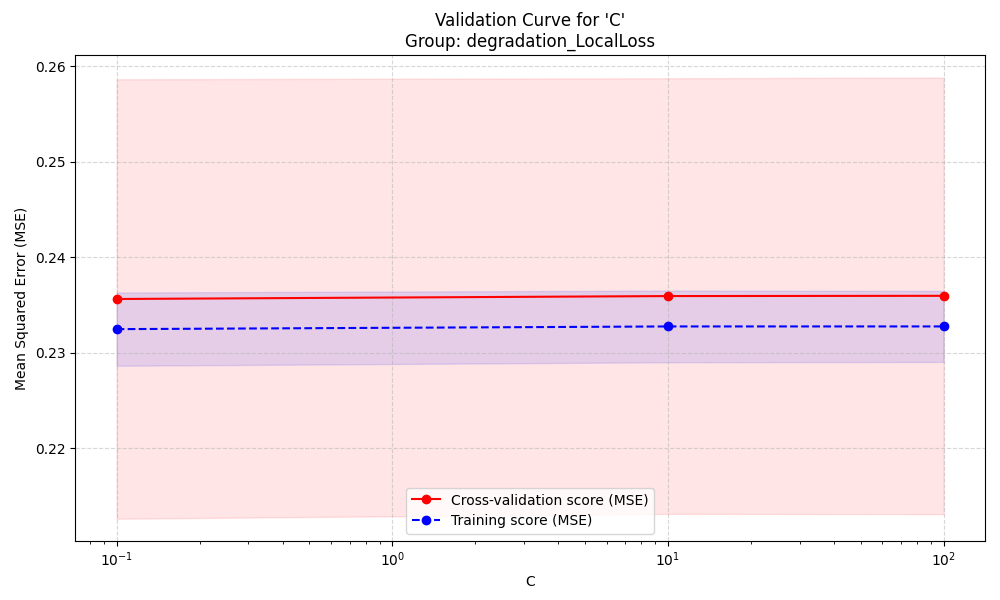 Validation Curve for 'C'
Group: degradation_LocalLoss
Mean Squared Error (MSE)
0.26
0.25
0.24
0.23
0.22
Cross-validation score (MSE)
Training score (MSE)
10⁻¹
10⁰
10¹
10²
C